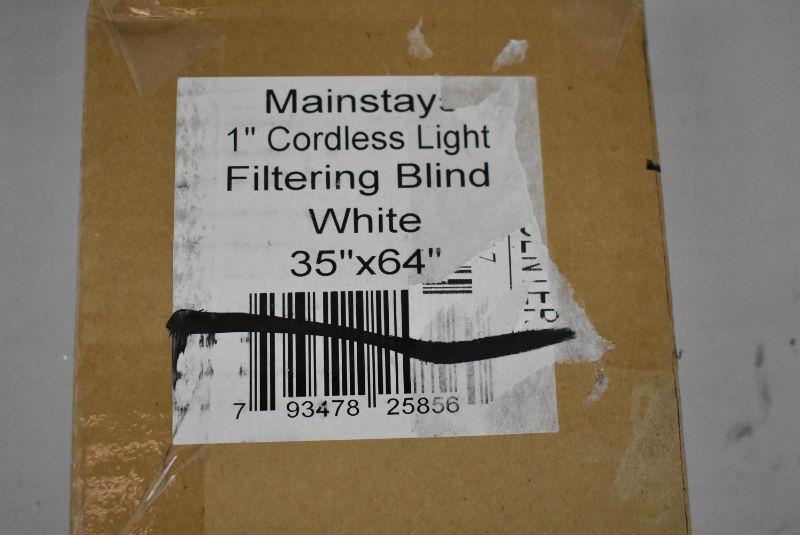 Mainstays
1" Cordless Light
Filtering Blind
White
35"x64"
7 93478 25856